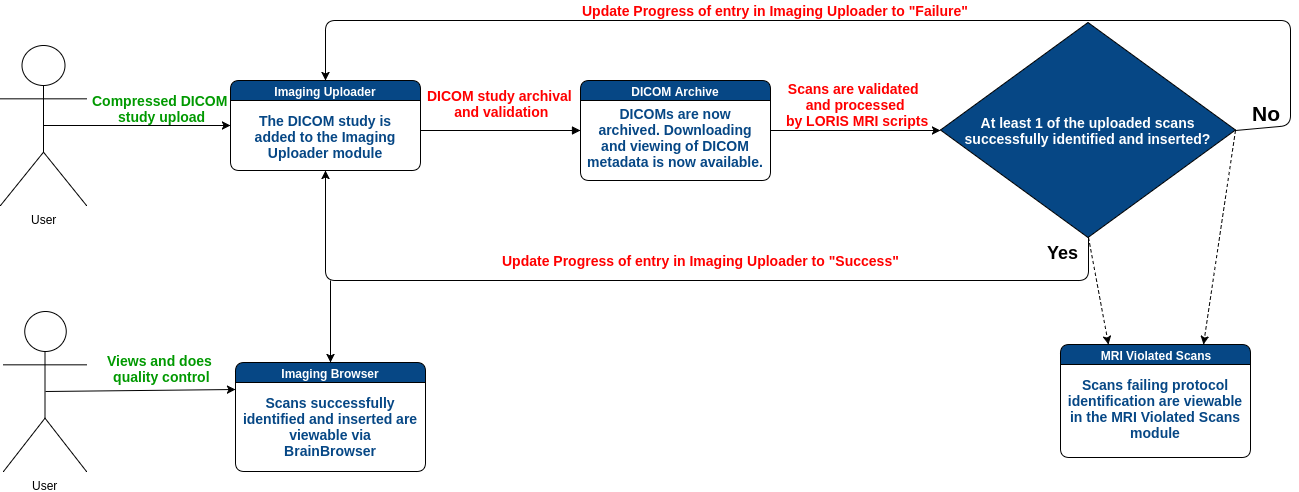 Update Progress of entry in Imaging Uploader to "Failure"
Compressed DICOM
study upload
User
Imaging Uploader
The DICOM study is
added to the Imaging
Uploader module
DICOM study archival
and validation
DICOM Archive
DICOMs are now
archived. Downloading
and viewing of DICOM
metadata is now available.
Scans are validated
and processed
by LORIS MRI scripts
At least 1 of the uploaded scans
successfully identified and inserted?
No
Yes
Update Progress of entry in Imaging Uploader to "Success"
Views and does
quality control
User
Imaging Browser
Scans successfully
identified and inserted are
viewable via
BrainBrowser
MRI Violated Scans
Scans failing protocol
identification are viewable
in the MRI Violated Scans
module